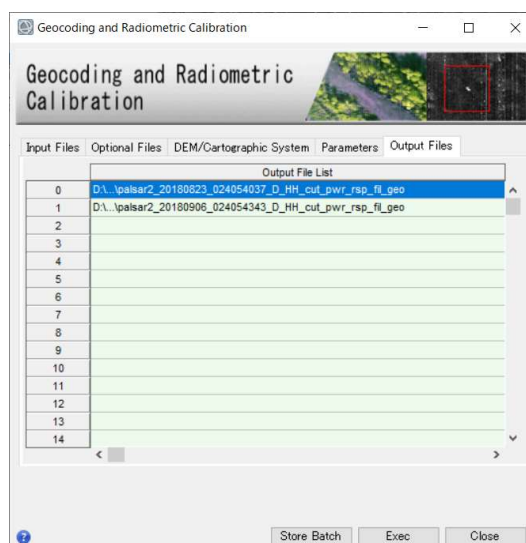 Geocoding and Radiometric Calibration
Geocoding and Radiometric
Calibration
Input Files Optional Files DEM/Cartographic System Parameters Output Files
Output File List
0 D:\...\palsar2_20180823_024054037_D_HH_cut_pwr_rsp_fil_geo
1 D:\...\palsar2_20180906_024054343_D_HH_cut_pwr_rsp_fil_geo
2
3
4
5
6
7
8
9
10
11
12
13
14
? Store Batch Exec Close